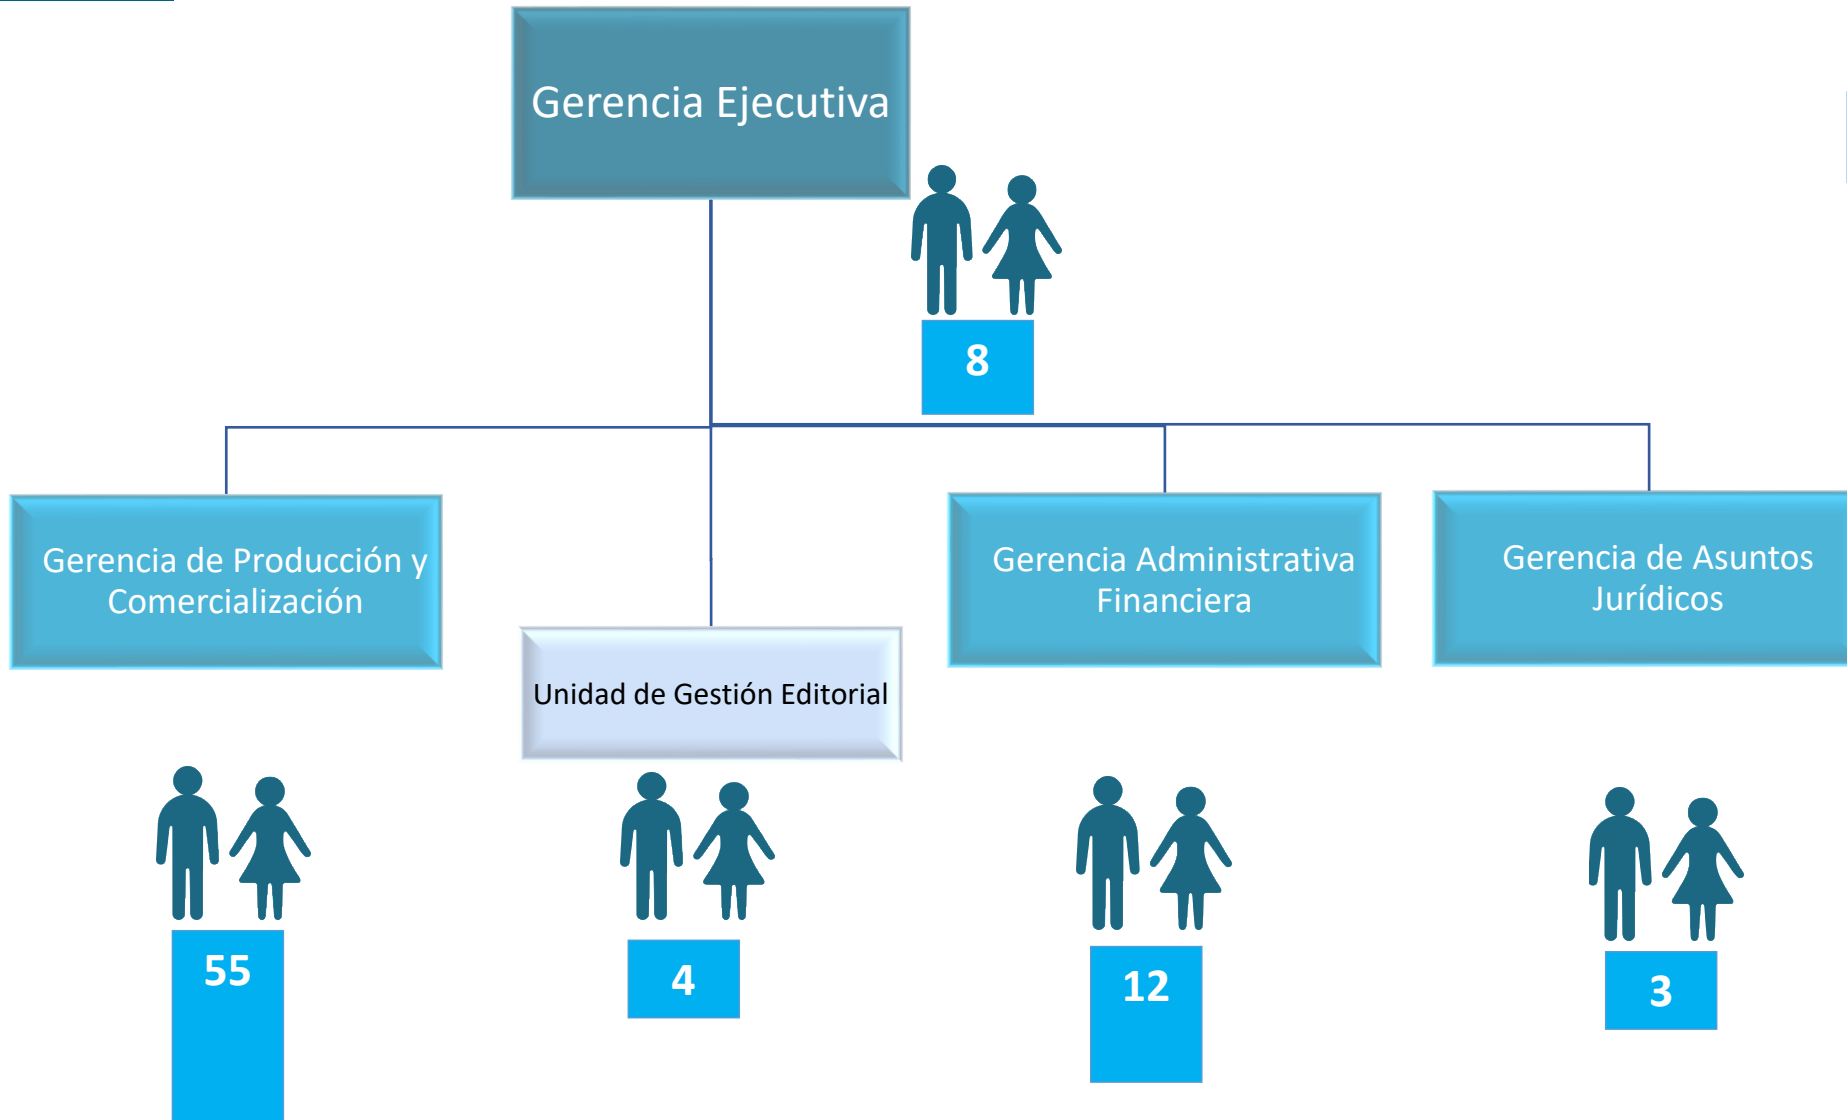 Gerencia Ejecutiva
8
Gerencia de Producción y
Comercialización
Unidad de Gestión Editorial
Gerencia Administrativa
Financiera
Gerencia de Asuntos
Jurídicos
55
4
12
3